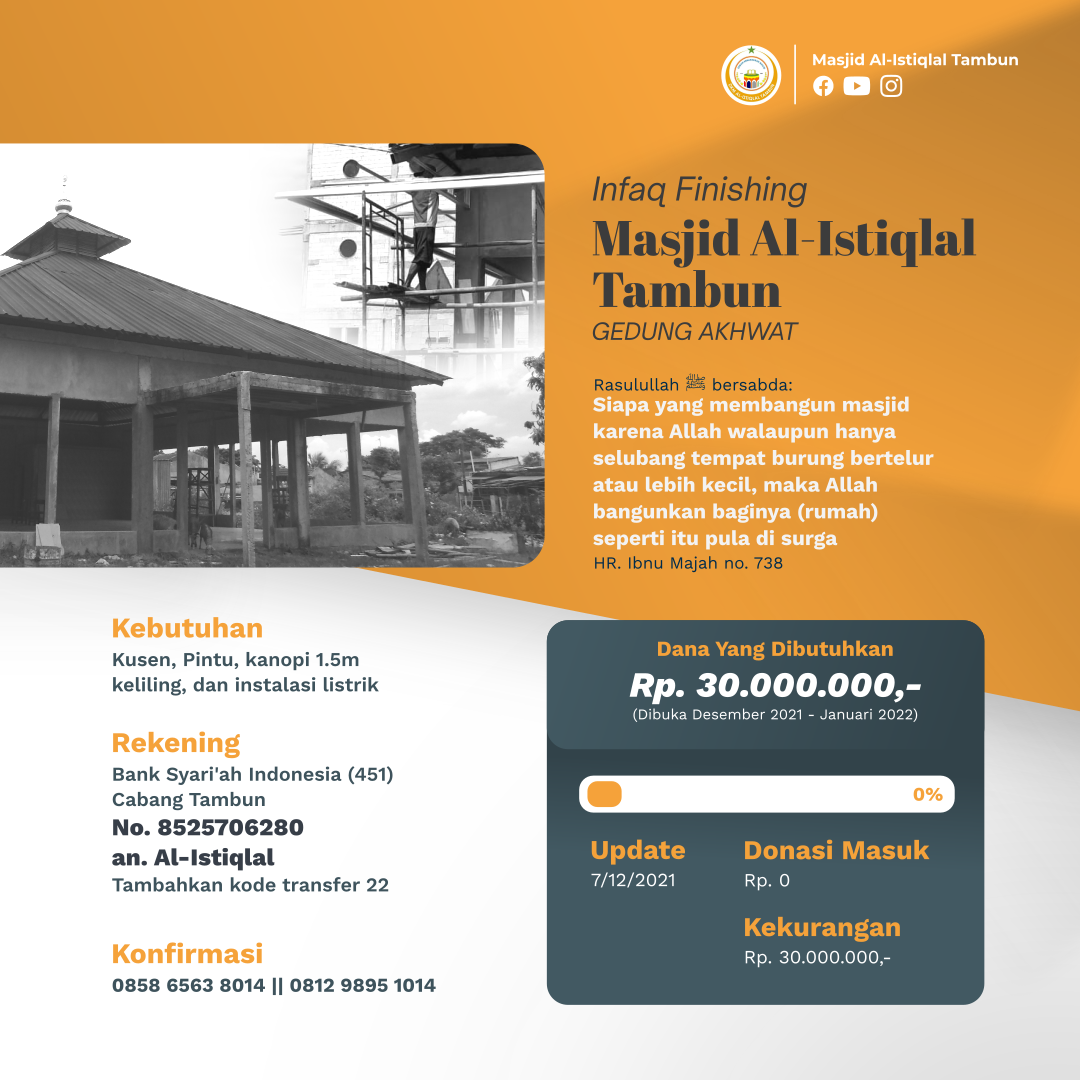 Masjid Al-Istiqlal Tambun
Infaq Finishing
Masjid Al-Istiqlal
Tambun
GEDUNG AKHWAT
Rasulullah ﷺ bersabda:
Siapa yang membangun masjid
karena Allah walaupun hanya
selubang tempat burung bertelur
atau lebih kecil, maka Allah
bangunkan baginya (rumah)
seperti itu pula di surga
HR. Ibnu Majah no. 738
Kebutuhan
Kusen, Pintu, kanopi 1.5m
keliling, dan instalasi listrik
Rekening
Bank Syari'ah Indonesia (451)
Cabang Tambun
No. 8525706280
an. Al-Istiqlal
Tambahkan kode transfer 22
Konfirmasi
0858 6563 8014 || 0812 9895 1014
Dana Yang Dibutuhkan
Rp. 30.000.000,-
(Dibuka Desember 2021 - Januari 2022)
0%
Update
7/12/2021
Donasi Masuk
Rp. 0
Kekurangan
Rp. 30.000.000,-